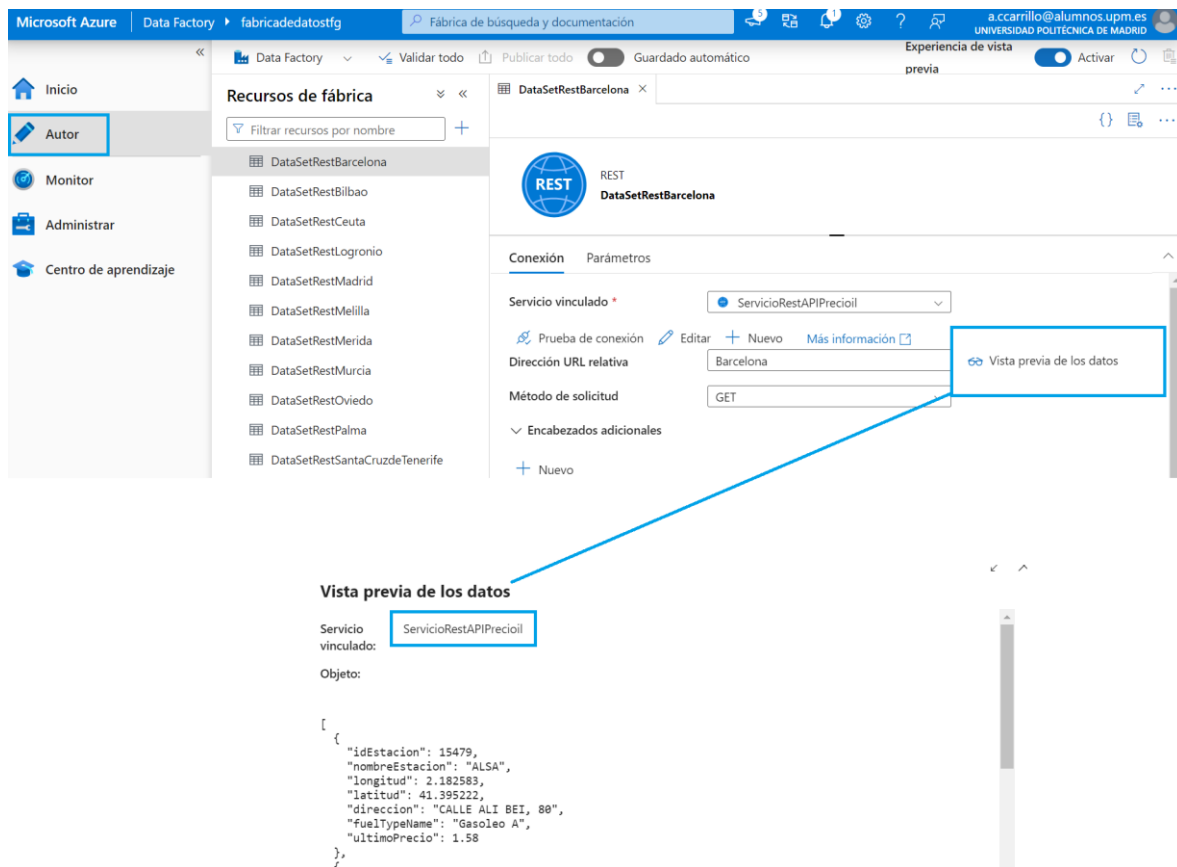 Microsoft Azure
Data Factory
fabricadedatostfg
Fábrica de búsqueda y documentación
5
1
?
a.ccarrillo@alumnos.upm.es
UNIVERSIDAD POLITÉCNICA DE MADRID
«
Data Factory
Validar todo
Publicar todo
Guardado automático
Experiencia de vista previa
Activar
Inicio
Autor
Monitor
Administrar
Centro de aprendizaje
Recursos de fábrica
«
Filtrar recursos por nombre
+
DataSetRestBarcelona
DataSetRestBilbao
DataSetRestCeuta
DataSetRestLogronio
DataSetRestMadrid
DataSetRestMelilla
DataSetRestMerida
DataSetRestMurcia
DataSetRestOviedo
DataSetRestPalma
DataSetRestSantaCruzdeTenerife
DataSetRestBarcelona ×
...
{}
...
REST
REST
DataSetRestBarcelona
Conexión
Parámetros
Servicio vinculado *
ServicioRestAPIPrecioil
Prueba de conexión
Editar
+ Nuevo
Más información
Dirección URL relativa
Barcelona
Vista previa de los datos
Método de solicitud
GET
Encabezados adicionales
+ Nuevo
Vista previa de los datos
Servicio vinculado:
ServicioRestAPIPrecioil
Objeto:
[
{
"idEstacion": 15479,
"nombreEstacion": "ALSA",
"longitud": 2.182583,
"latitud": 41.395222,
"direccion": "CALLE ALI BEI, 80",
"fuelTypeName": "Gasoleo A",
"ultimoPrecio": 1.58
},
{